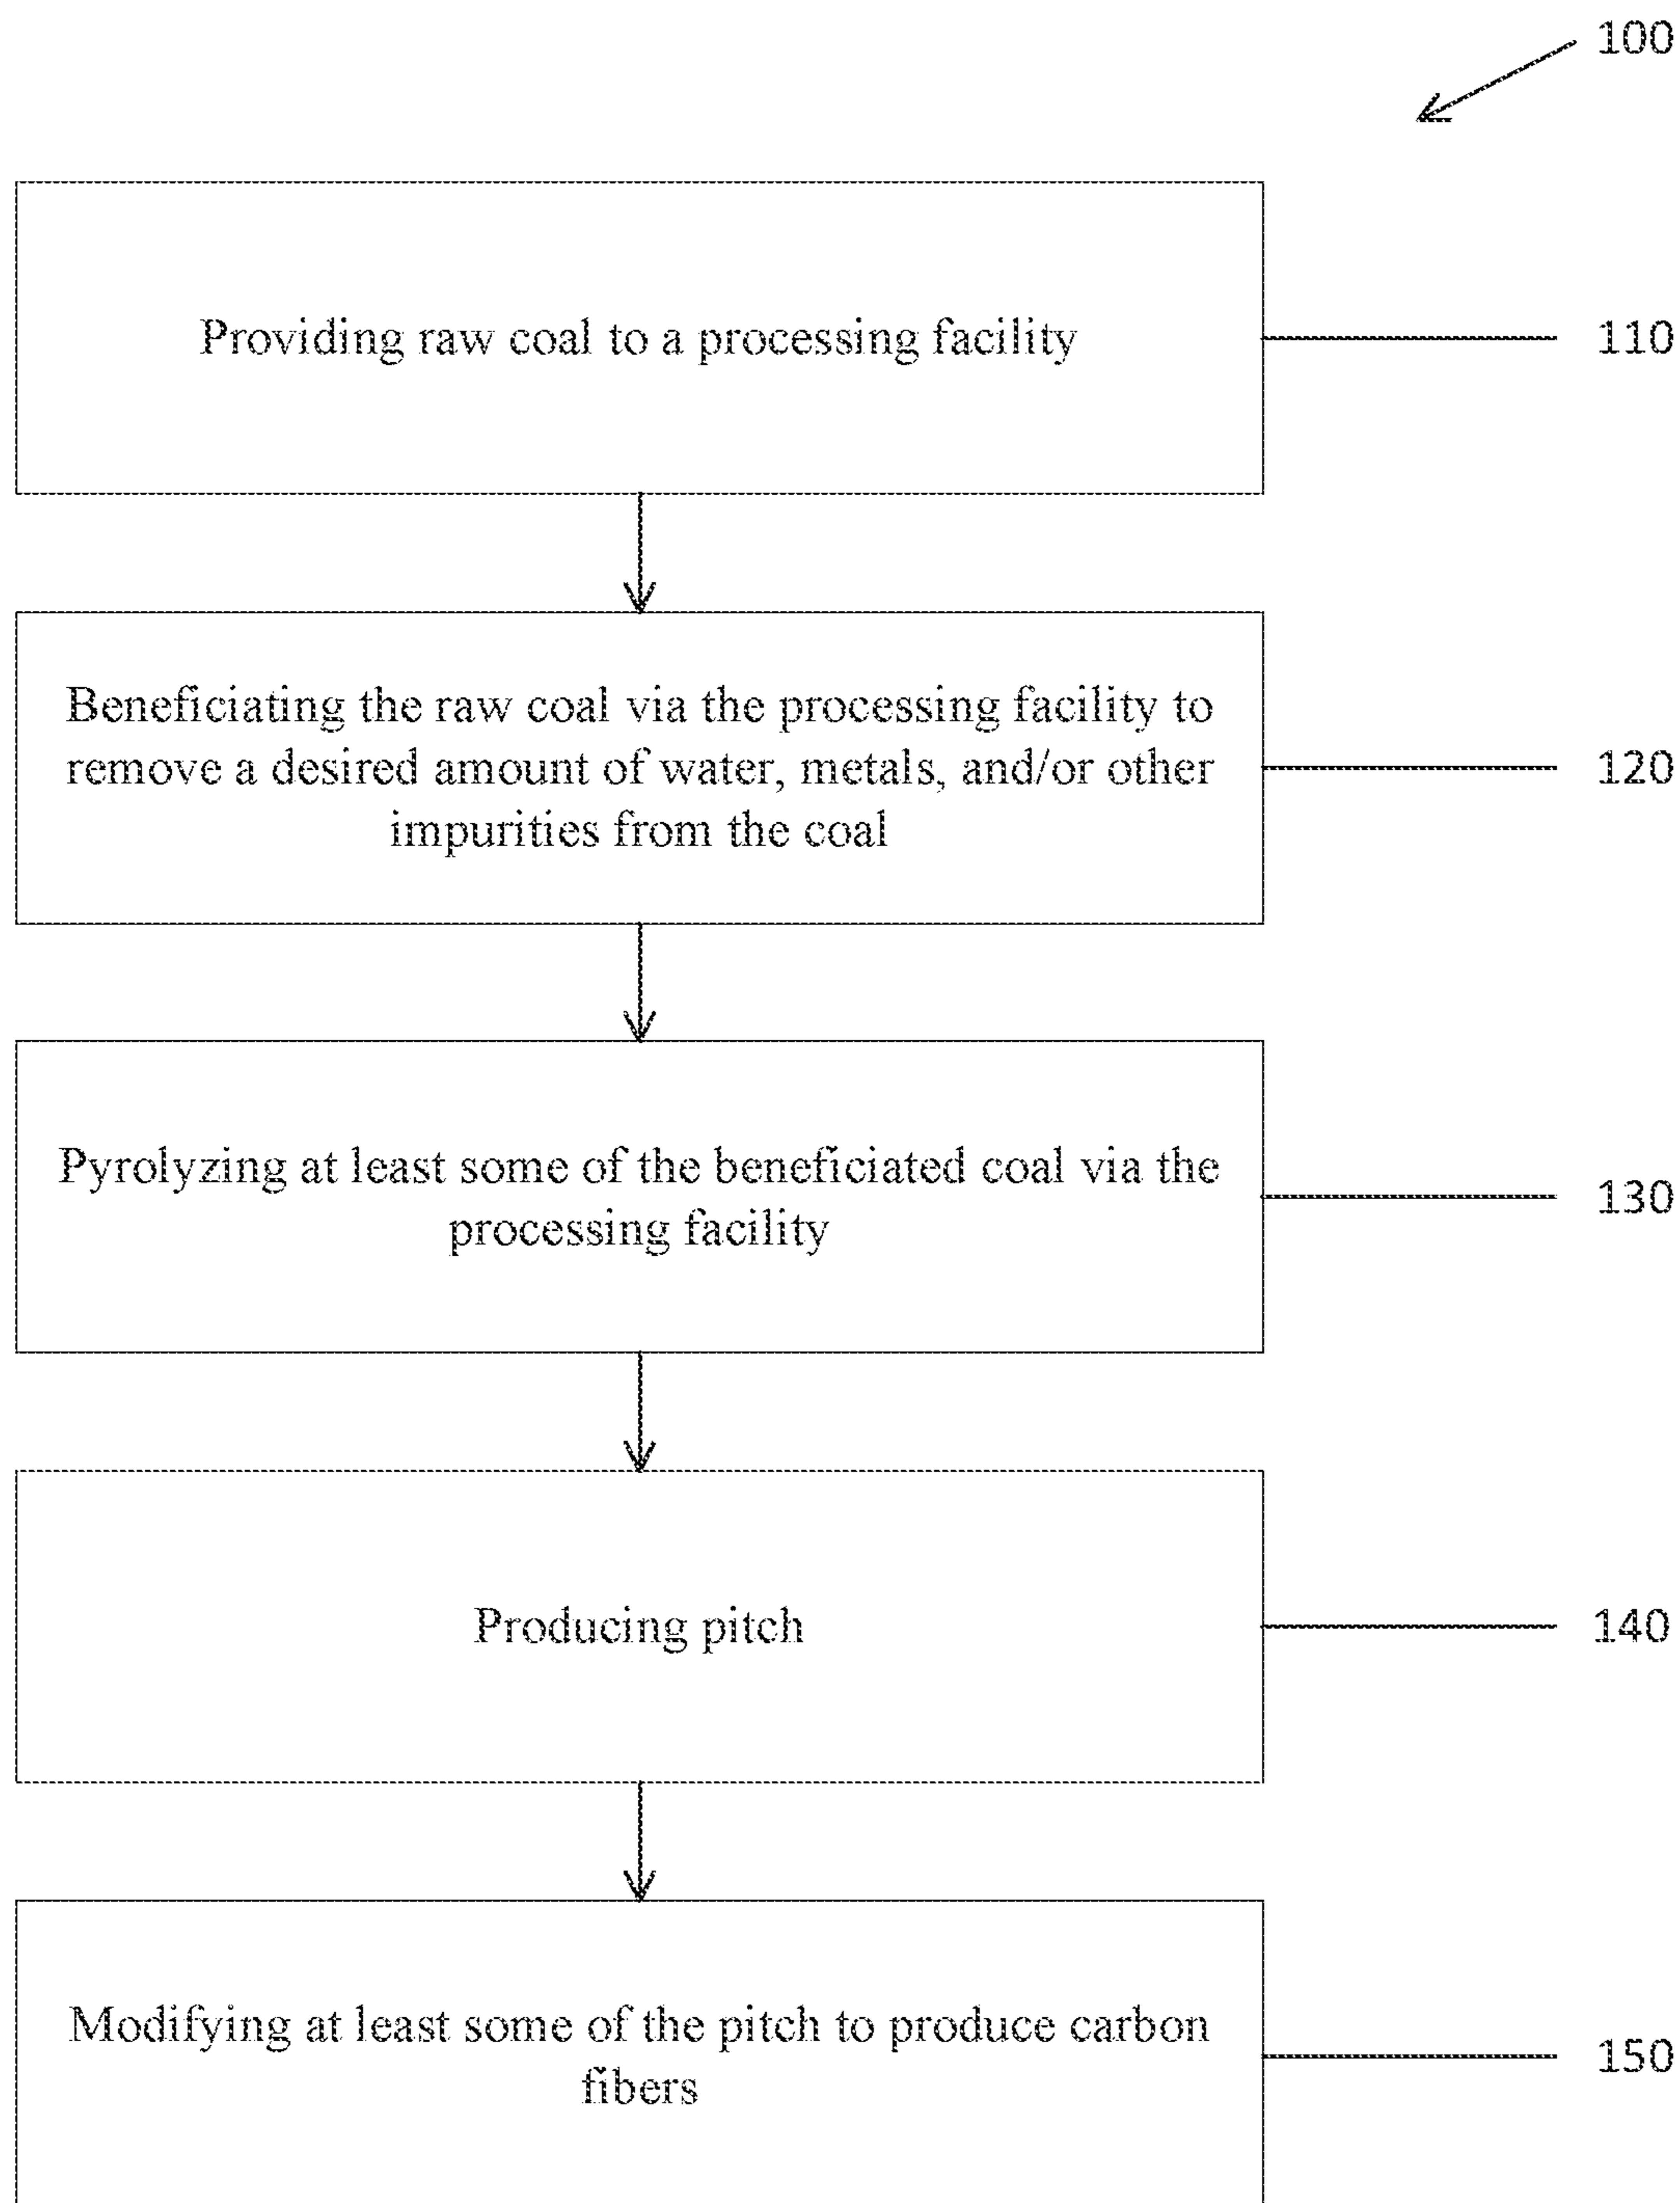 100
Providing raw coal to a processing facility
110
Beneficiating the raw coal via the processing facility to
remove a desired amount of water, metals, and/or other
impurities from the coal
120
Pyrolyzing at least some of the beneficiated coal via the
processing facility
130
Producing pitch
140
Modifying at least some of the pitch to produce carbon
fibers
150